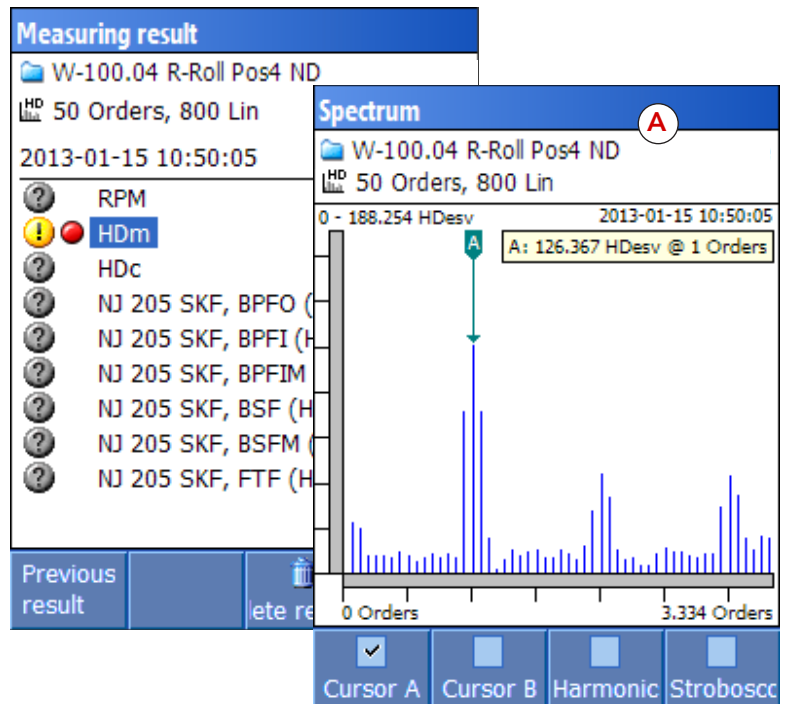 Measuring result
W-100.04 R-Roll Pos4 ND
HD 50 Orders, 800 Lin
2013-01-15 10:50:05
? RPM
! HDm
? HDc
? NJ 205 SKF, BPFO (
? NJ 205 SKF, BPFI (H
? NJ 205 SKF, BPFIM
? NJ 205 SKF, BSF (H
? NJ 205 SKF, BSFM (
? NJ 205 SKF, FTF (H
Previous
result
lete re
Spectrum
A
W-100.04 R-Roll Pos4 ND
HD 50 Orders, 800 Lin
0 - 188.254 HDesv 2013-01-15 10:50:05
A
A: 126.367 HDesv @ 1 Orders
0 Orders 3.334 Orders
Cursor A Cursor B Harmonic Strobosco